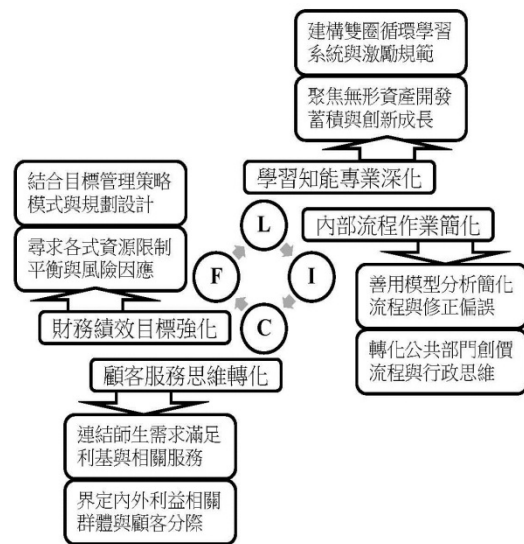 建構雙圈循環學習
系統與激勵規範
聚焦無形資產開發
蓄積與創新成長
學習知能專業深化
結合目標管理策略
模式與規劃設計
尋求各式資源限制
平衡與風險因應
財務績效目標強化
L
F
I
C
內部流程作業簡化
善用模型分析簡化
流程與修正偏誤
轉化公共部門創價
流程與行政思維
顧客服務思維轉化
連結師生需求滿足
利基與相關服務
界定內外利益相關
群體與顧客分際